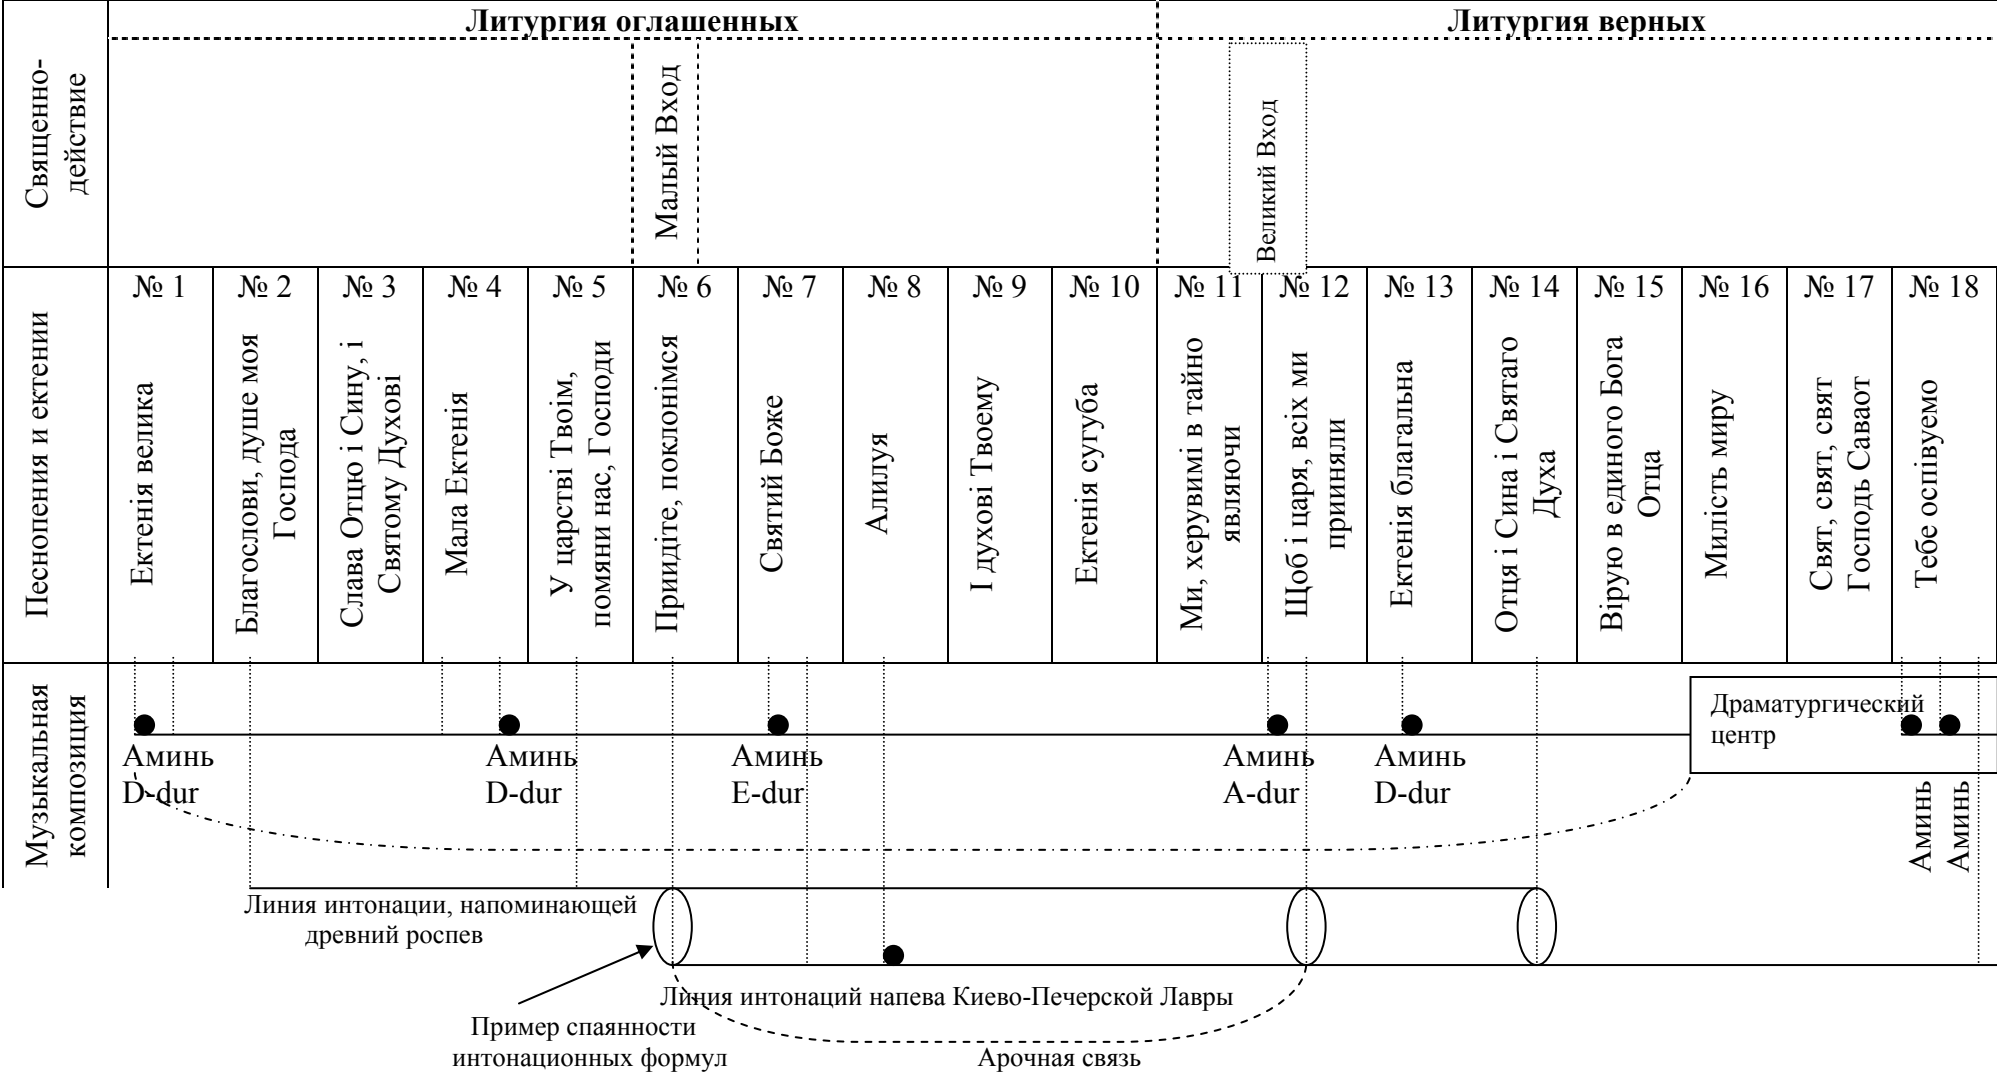 Литургия оглашенных
Литургия верных
Священно-
действие
Малый Вход
Великий Вход
Песнопения и ектении
№ 1
№ 2
№ 3
№ 4
№ 5
№ 6
№ 7
№ 8
№ 9
№ 10
№ 11
№ 12
№ 13
№ 14
№ 15
№ 16
№ 17
№ 18
Ектенія велика
Благослови, душе моя
Господа
Слава Отцю і Сину, і
Святому Духові
Мала Ектенія
У царстві Твоім,
помяни нас, Господи
Приидіте, поклонімся
Святий Боже
Алилуя
І духові Твоему
Ектенія сугуба
Ми, херувимі в тайно
являючи
Щоб і царя, всіх ми
прииняли
Ектенія благальна
Отця і Сина і Святаго
Духа
Вірую в единого Бога
Отца
Милість миру
Свят, свят, свят
Господь Саваот
Тебе оспівуемо
Музыкальная
композиция
Аминь
D-dur
Аминь
D-dur
Аминь
E-dur
Аминь
A-dur
Аминь
D-dur
Драматургический
центр
Аминь
Аминь
Линия интонации, напоминающей
древний роспев
Линия интонаций напева Киево-Печерской Лавры
Пример спаянности
интонационных формул
Арочная связь